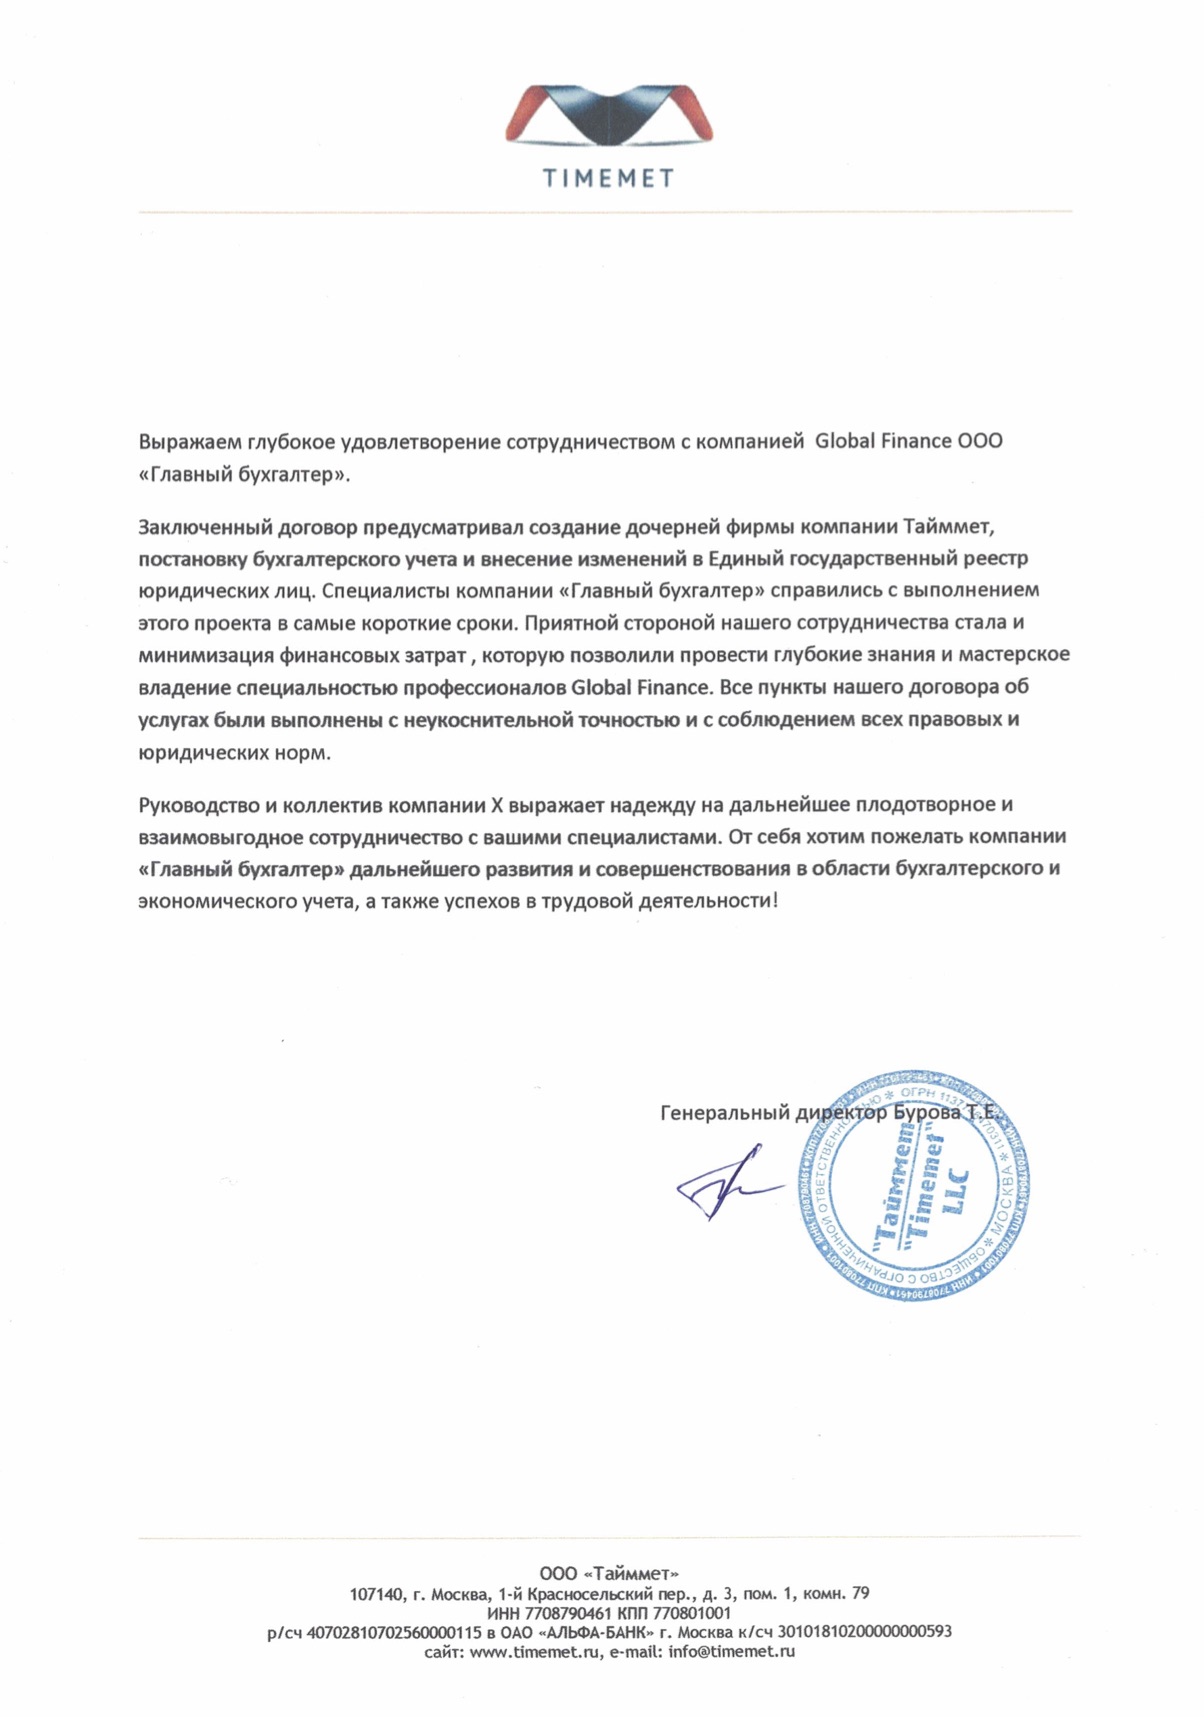 TIMEMET
Выражаем глубокое удовлетворение сотрудничеством с компанией Global Finance ООО
«Главный бухгалтер».
Заключенный договор предусматривал создание дочерней фирмы компании Тайммет,
постановку бухгалтерского учета и внесение изменений в Единый государственный реестр
юридических лиц. Специалисты компании «Главный бухгалтер» справились с выполнением
этого проекта в самые короткие сроки. Приятной стороной нашего сотрудничества стала и
минимизация финансовых затрат , которую позволили провести глубокие знания и мастерское
владение специальностью профессионалов Global Finance. Все пункты нашего договора об
услугах были выполнены с неукоснительной точностью и с соблюдением всех правовых и
юридических норм.
Руководство и коллектив компании Х выражает надежду на дальнейшее плодотворное и
взаимовыгодное сотрудничество с вашими специалистами. От себя хотим пожелать компании
«Главный бухгалтер» дальнейшего развития и совершенствования в области бухгалтерского и
экономического учета, а также успехов в трудовой деятельности!
Генеральный директор Бурова Т.Е.
"Тайммет"
"Timemet"
LLC
ОБЩЕСТВО С ОГРАНИЧЕННОЙ ОТВЕТСТВЕННОСТЬЮ * ОГРН * МОСКВА *
ИНН 7708790461 * КПП 770801001
ООО «Тайммет»
107140, г. Москва, 1-й Красносельский пер., д. 3, пом. 1, комн. 79
ИНН 7708790461 КПП 770801001
р/сч 40702810702560000115 в ОАО «АЛЬФА-БАНК» г. Москва к/сч 30101810200000000593
сайт: www.timemet.ru, e-mail: info@timemet.ru